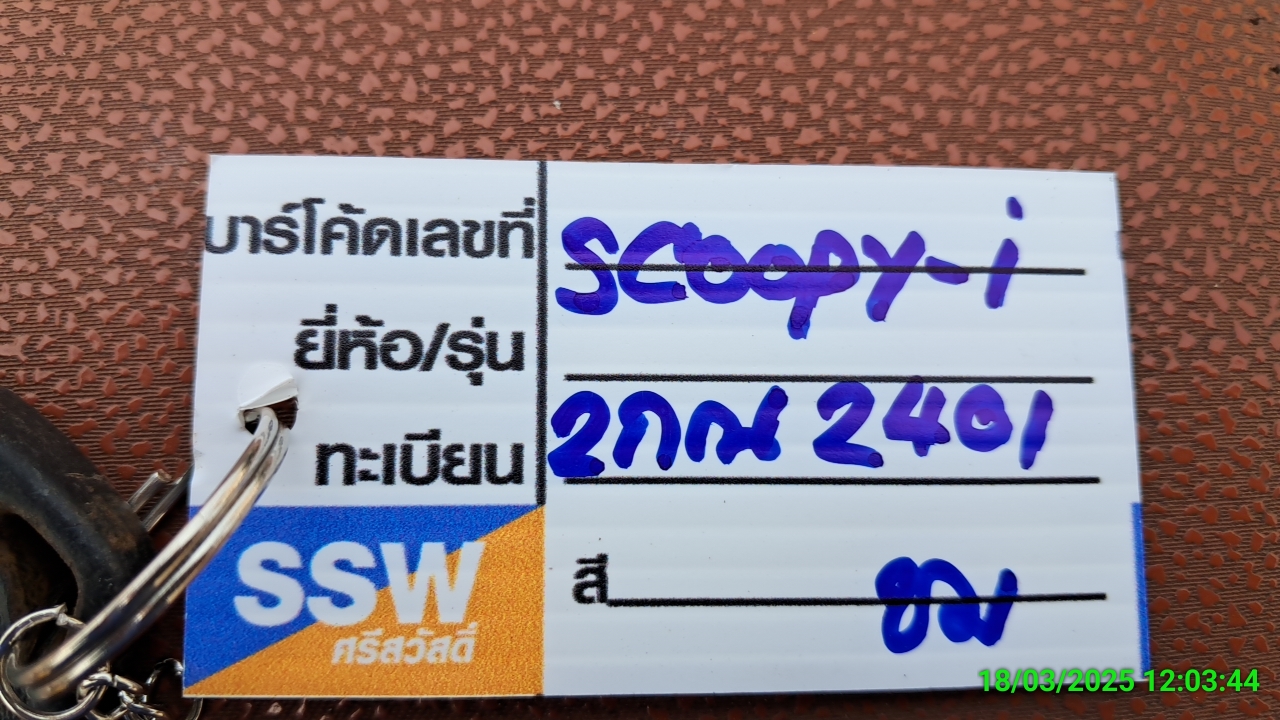 บาร์โค้ดเลขที่ SCOOPY-i
ยี่ห้อ/รุ่น
ทะเบียน 2กณ 2401
สี
SSW
ศรีสวัสดิ์
18/03/2025 12:03:44